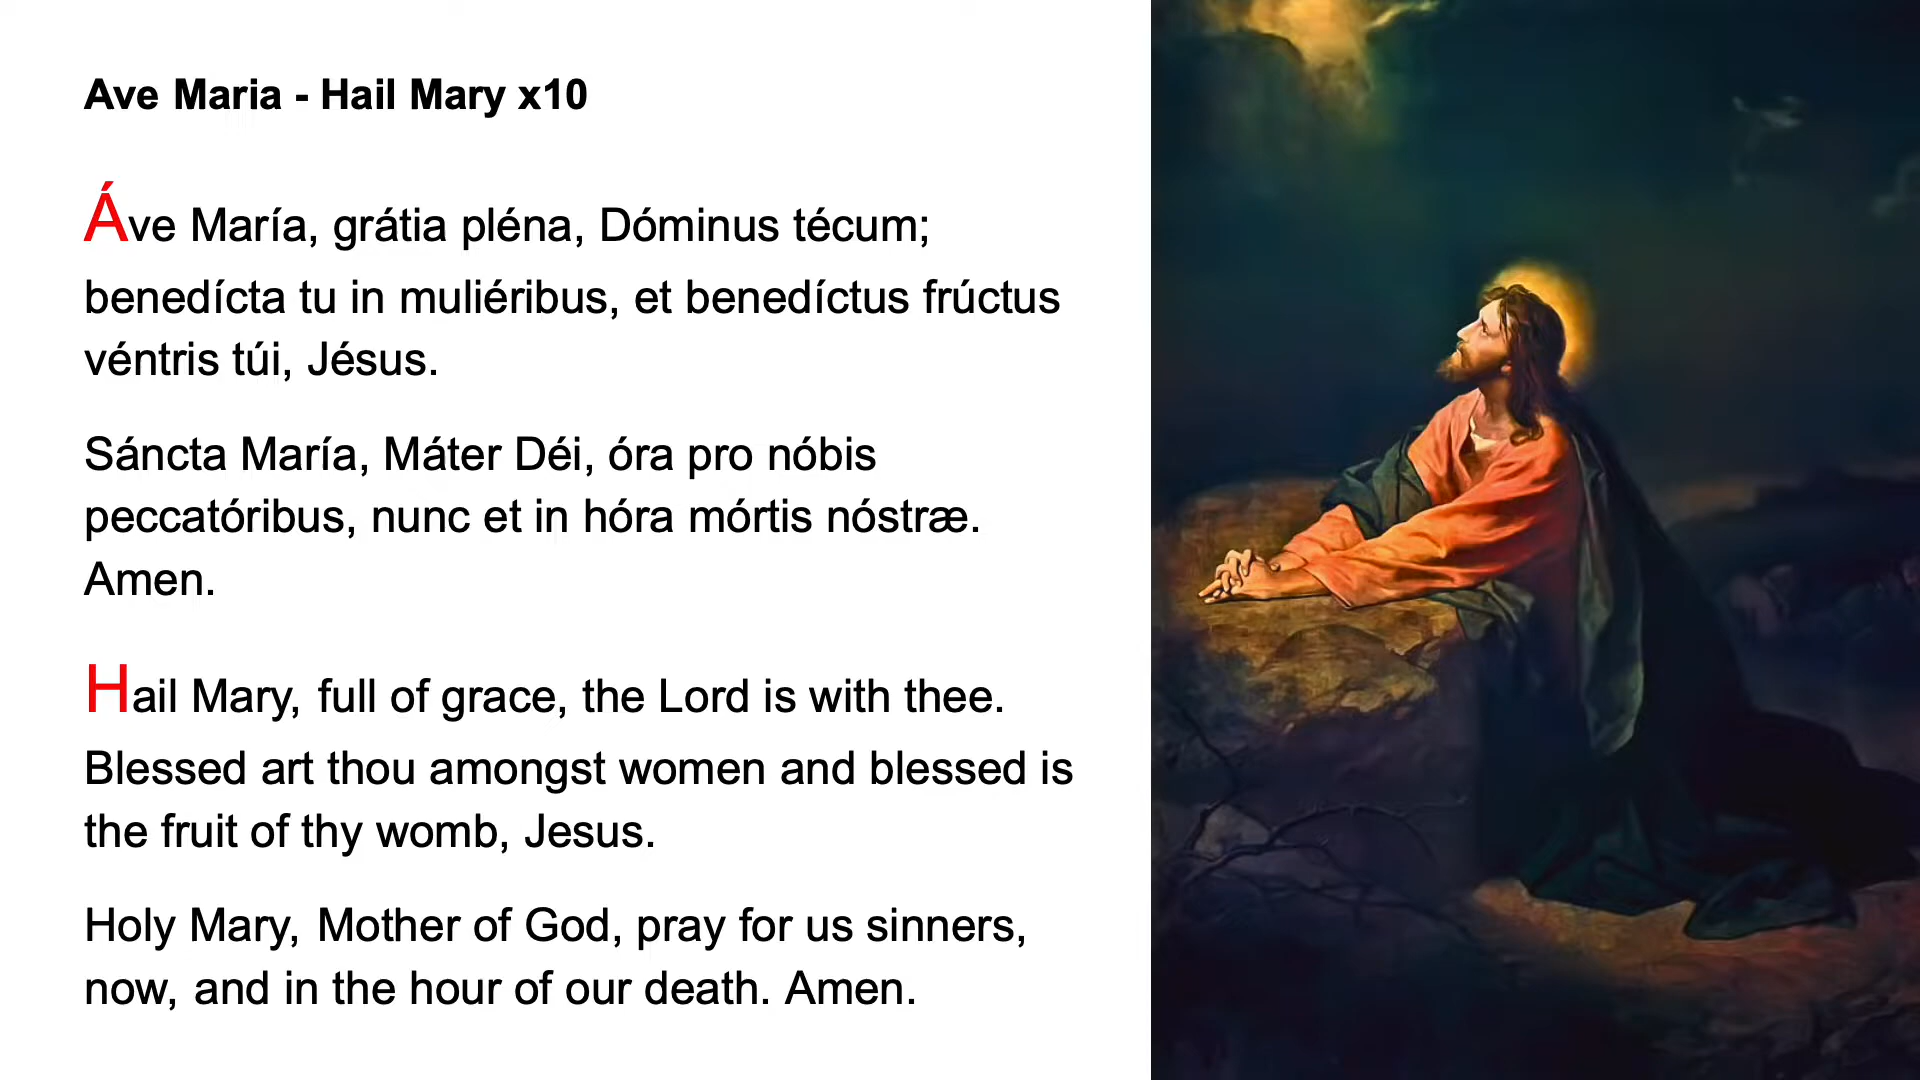 Ave Maria - Hail Mary x10
Áve María, grátia pléna, Dóminus técum;
benedícta tu in muliéribus, et benedíctus frúctus
véntris túi, Jésus.
Sáncta María, Máter Déi, óra pro nóbis
peccatóribus, nunc et in hóra mórtis nóstræ.
Amen.
Hail Mary, full of grace, the Lord is with thee.
Blessed art thou amongst women and blessed is
the fruit of thy womb, Jesus.
Holy Mary, Mother of God, pray for us sinners,
now, and in the hour of our death. Amen.